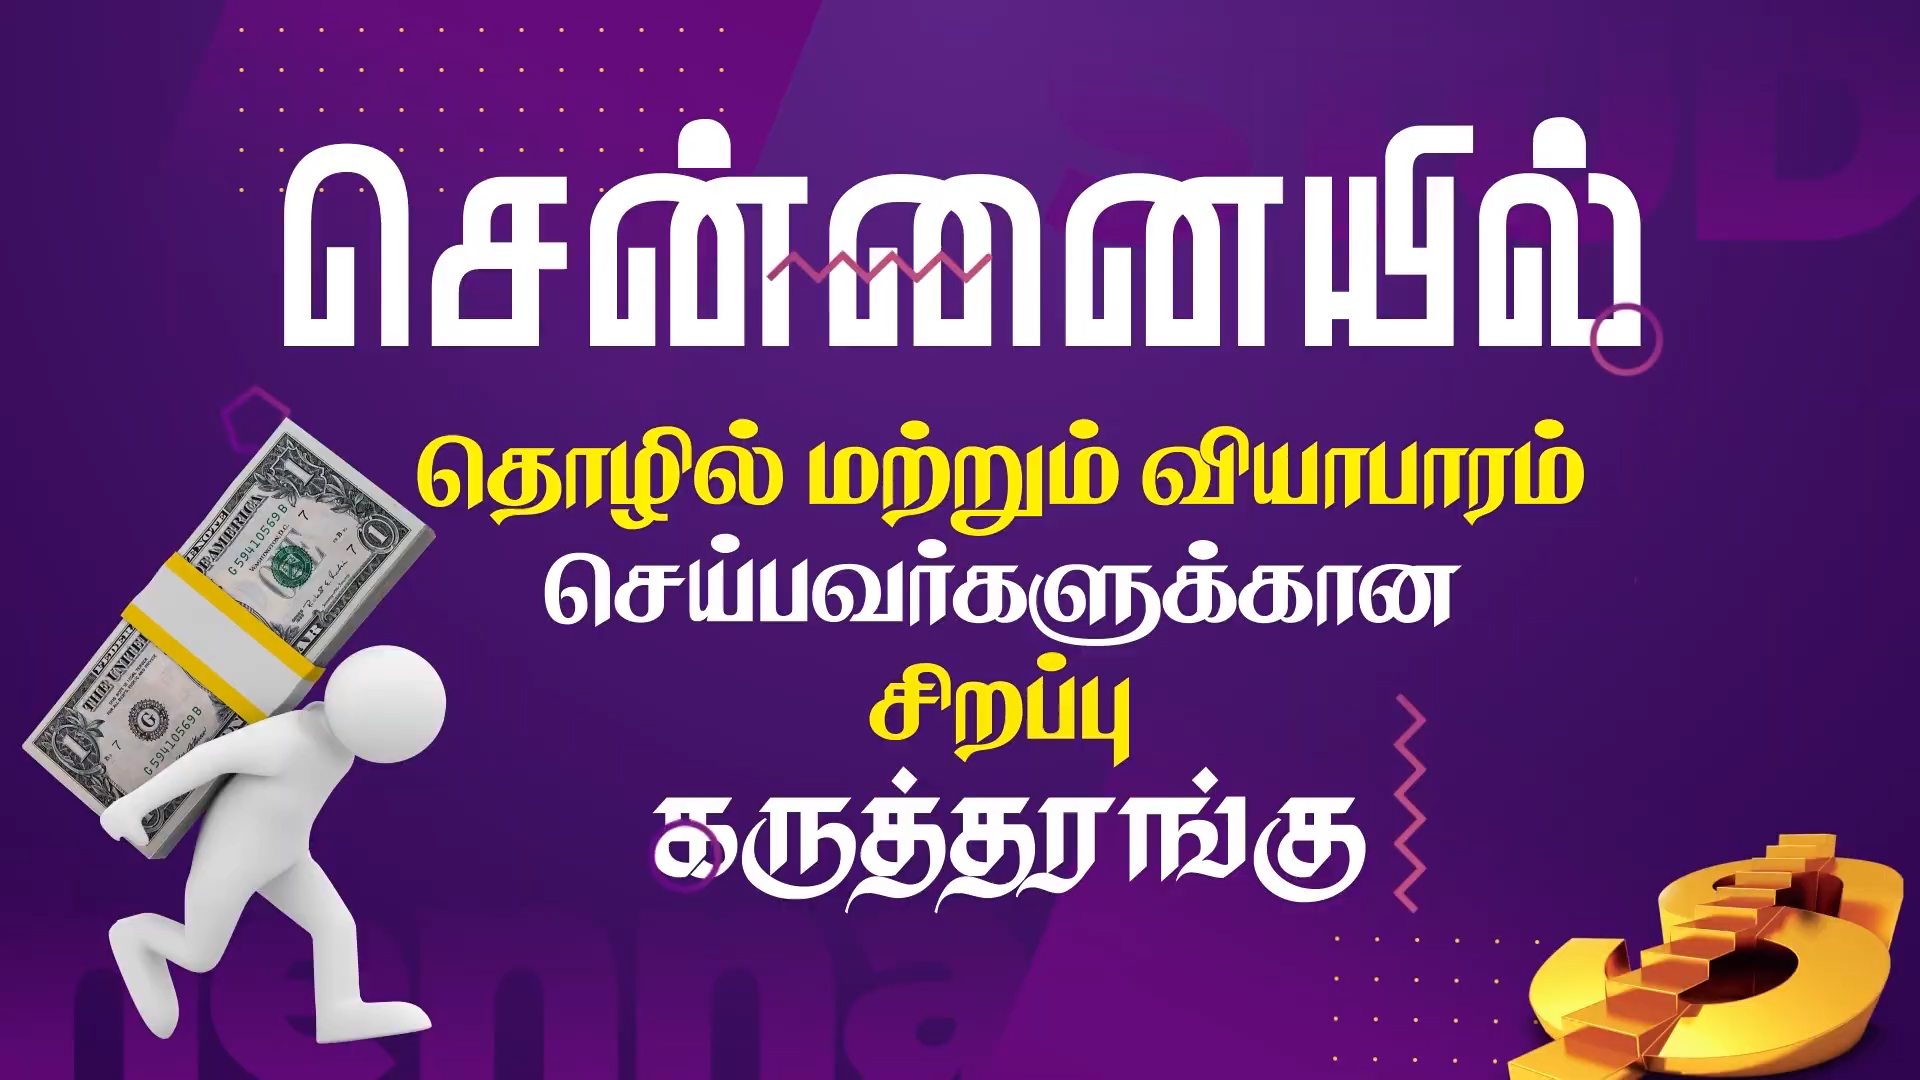 சென்னையில்
தொழில் மற்றும் வியாபாரம்
செய்பவர்களுக்கான
சிறப்பு
கருத்தரங்கு